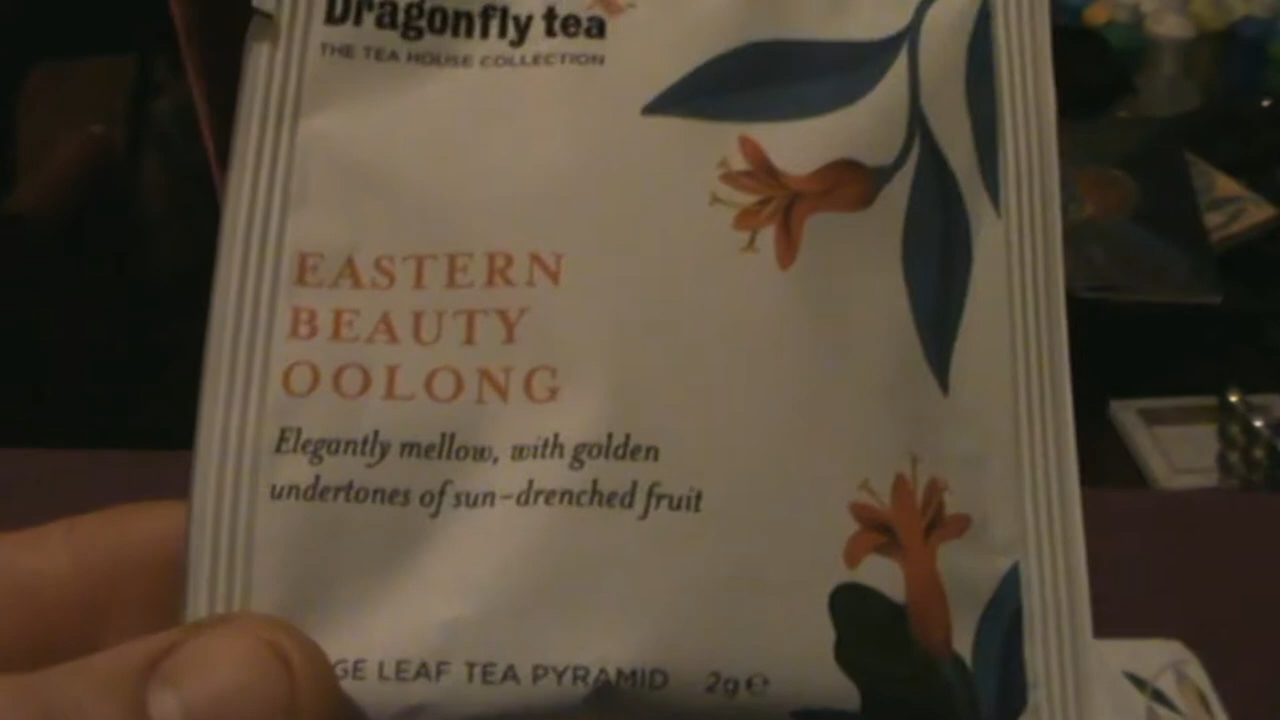 Dragonfly tea
THE TEA HOUSE COLLECTION
EASTERN
BEAUTY
OOLONG
Elegantly mellow, with golden
undertones of sun-drenched fruit
GE LEAF TEA PYRAMID 2g℮